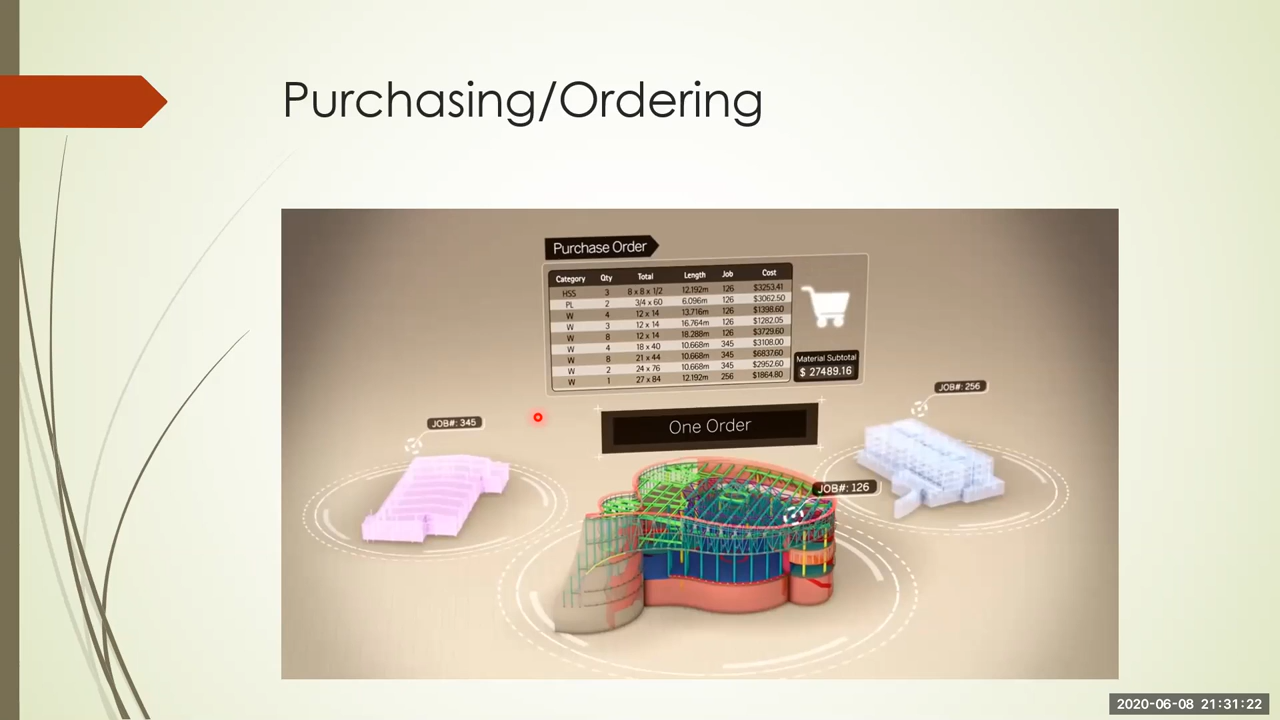 Purchasing/Ordering
Purchase Order
Category Qty Total Length Job Cost
HSS 3 8 x 8 x 1/2 12.192m 126 $3253.41
PL 2 3/4 x 60 6.096m 126 $3062.50
W 4 12 x 14 13.716m 126 $1398.60
W 3 12 x 14 16.764m 126 $1282.05
W 8 12 x 14 18.288m 126 $3729.60
W 4 18 x 40 10.668m 345 $3108.00
W 8 21 x 44 10.668m 345 $6837.60
W 2 24 x 76 10.668m 345 $2952.60
W 1 27 x 84 12.192m 256 $1864.80
Material Subtotal
$ 27489.16
JOB#: 256
JOB#: 345
One Order
JOB#: 126
2020-06-08 21:31:22